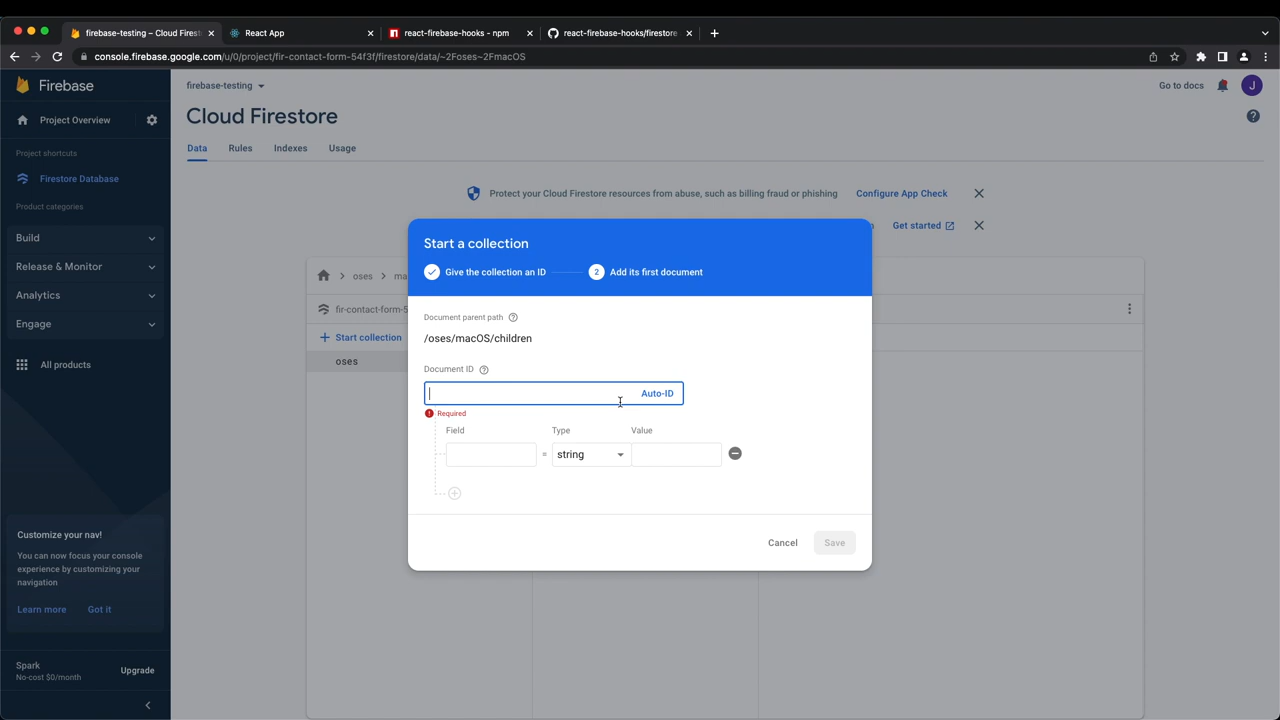 firebase-testing – Cloud Fires
React App
react-firebase-hooks - npm
react-firebase-hooks/firestore
console.firebase.google.com/u/0/project/fir-contact-form-54f3f/firestore/data/~2Foses~2FmacOS
Firebase
firebase-testing
Go to docs
J
Project Overview
Cloud Firestore
Data
Rules
Indexes
Usage
Project shortcuts
Firestore Database
Product categories
Build
Release & Monitor
Analytics
Engage
All products
Protect your Cloud Firestore resources from abuse, such as billing fraud or phishing
Configure App Check
Get started
oses
ma
fir-contact-form-5
Start collection
oses
Start a collection
Give the collection an ID
2 Add its first document
Document parent path
/oses/macOS/children
Document ID
Auto-ID
Required
Field
Type
Value
=
string
Cancel
Save
Customize your nav!
You can now focus your console
experience by customizing your
navigation
Learn more
Got it
Spark
No-cost $0/month
Upgrade